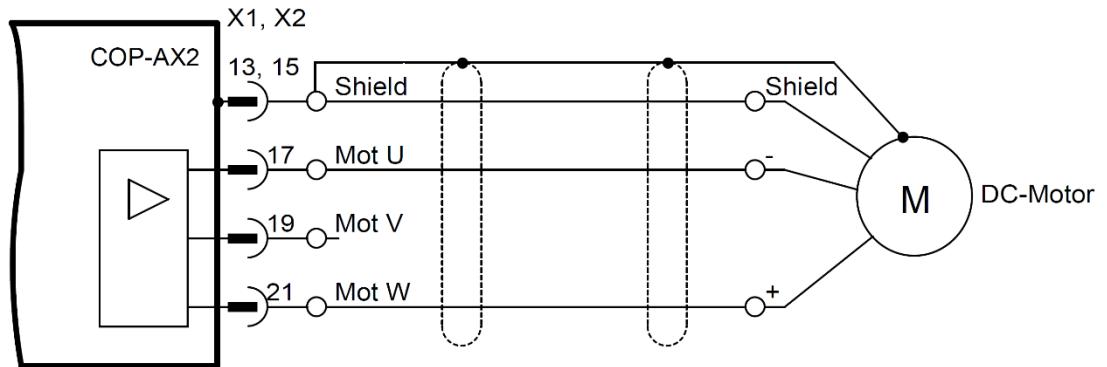 X1, X2
COP-AX2
13, 15
Shield
Shield
17
Mot U
-
19
Mot V
M
DC-Motor
21
Mot W
+